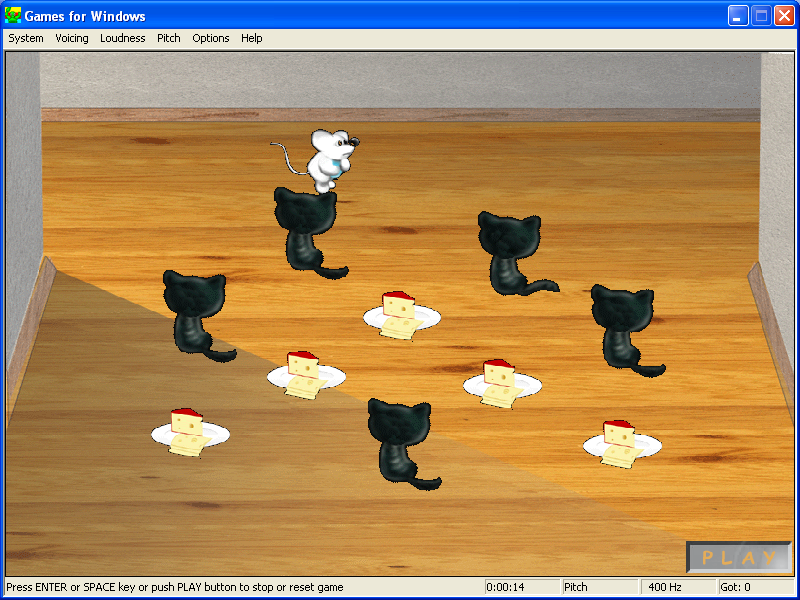 Games for Windows
System Voicing Loudness Pitch Options Help
PLAY
Press ENTER or SPACE key or push PLAY button to stop or reset game 0:00:14 Pitch 400 Hz Got: 0